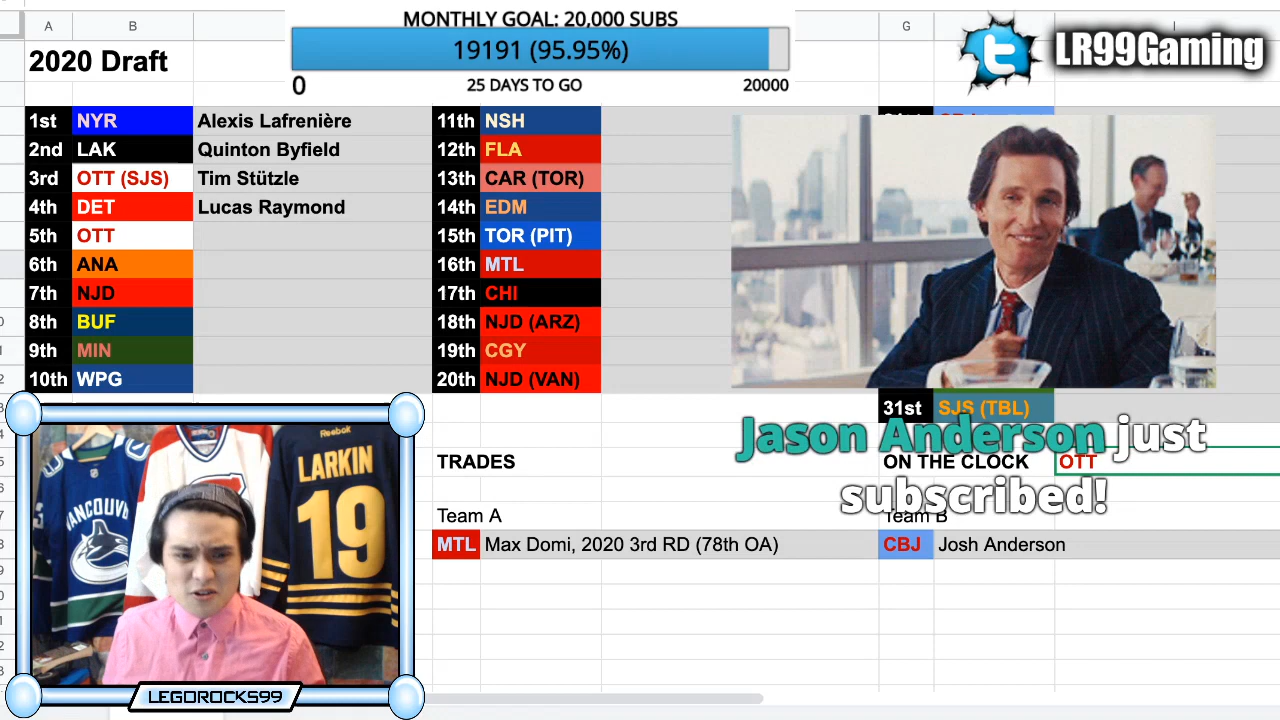 MONTHLY GOAL: 20,000 SUBS
19191 (95.95%)
0 25 DAYS TO GO 20000
LR99Gaming
A B G
2020 Draft
1st NYR Alexis Lafrenière
2nd LAK Quinton Byfield
3rd OTT (SJS) Tim Stützle
4th DET Lucas Raymond
5th OTT
6th ANA
7th NJD
8th BUF
9th MIN
10th WPG
11th NSH
12th FLA
13th CAR (TOR)
14th EDM
15th TOR (PIT)
16th MTL
17th CHI
18th NJD (ARZ)
19th CGY
20th NJD (VAN)
31st SJS (TBL)
Jason Anderson just
subscribed!
TRADES ON THE CLOCK OTT
Team A Team B
MTL Max Domi, 2020 3rd RD (78th OA) CBJ Josh Anderson
VANCOUVER
Reebok
LARKIN
19
LEGOROCKS99